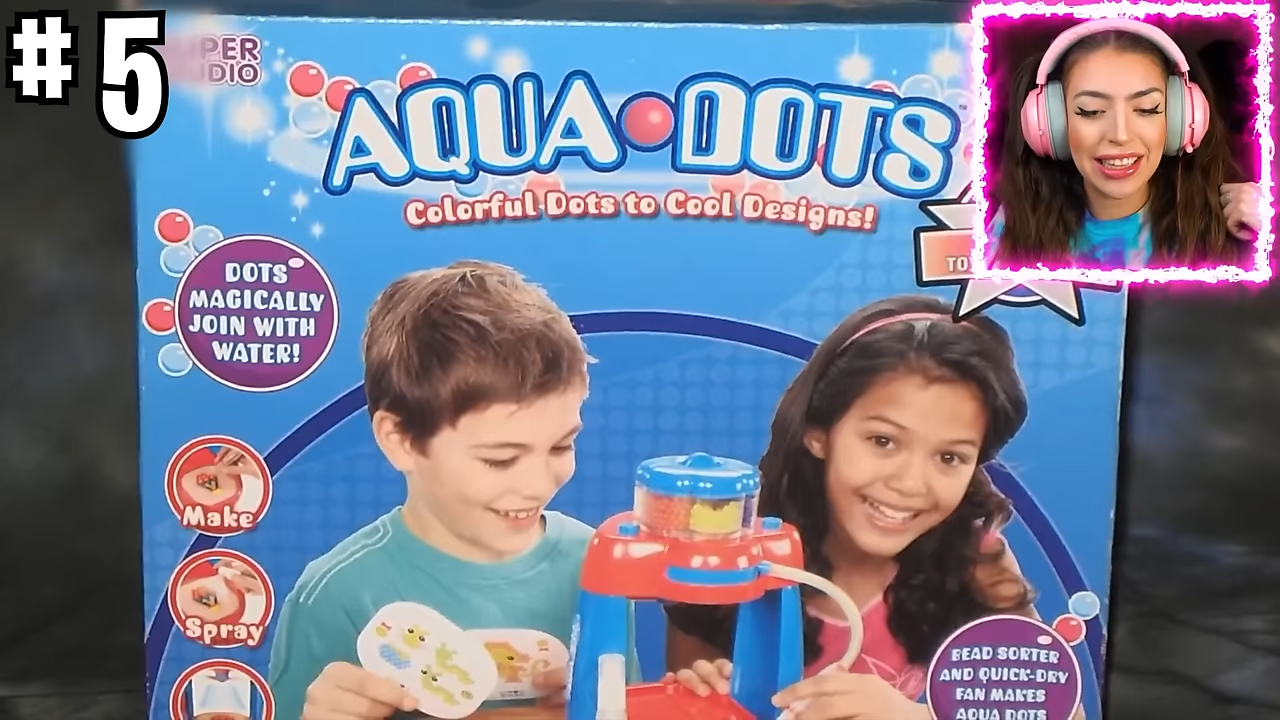 # 5
AQUA DOTS
Colorful Dots to Cool Designs!
DOTS
MAGICALLY
JOIN WITH
WATER!
TO
Make
Spray
BEAD SORTER
AND QUICK-DRY
FAN MAKES
AQUA DOTS